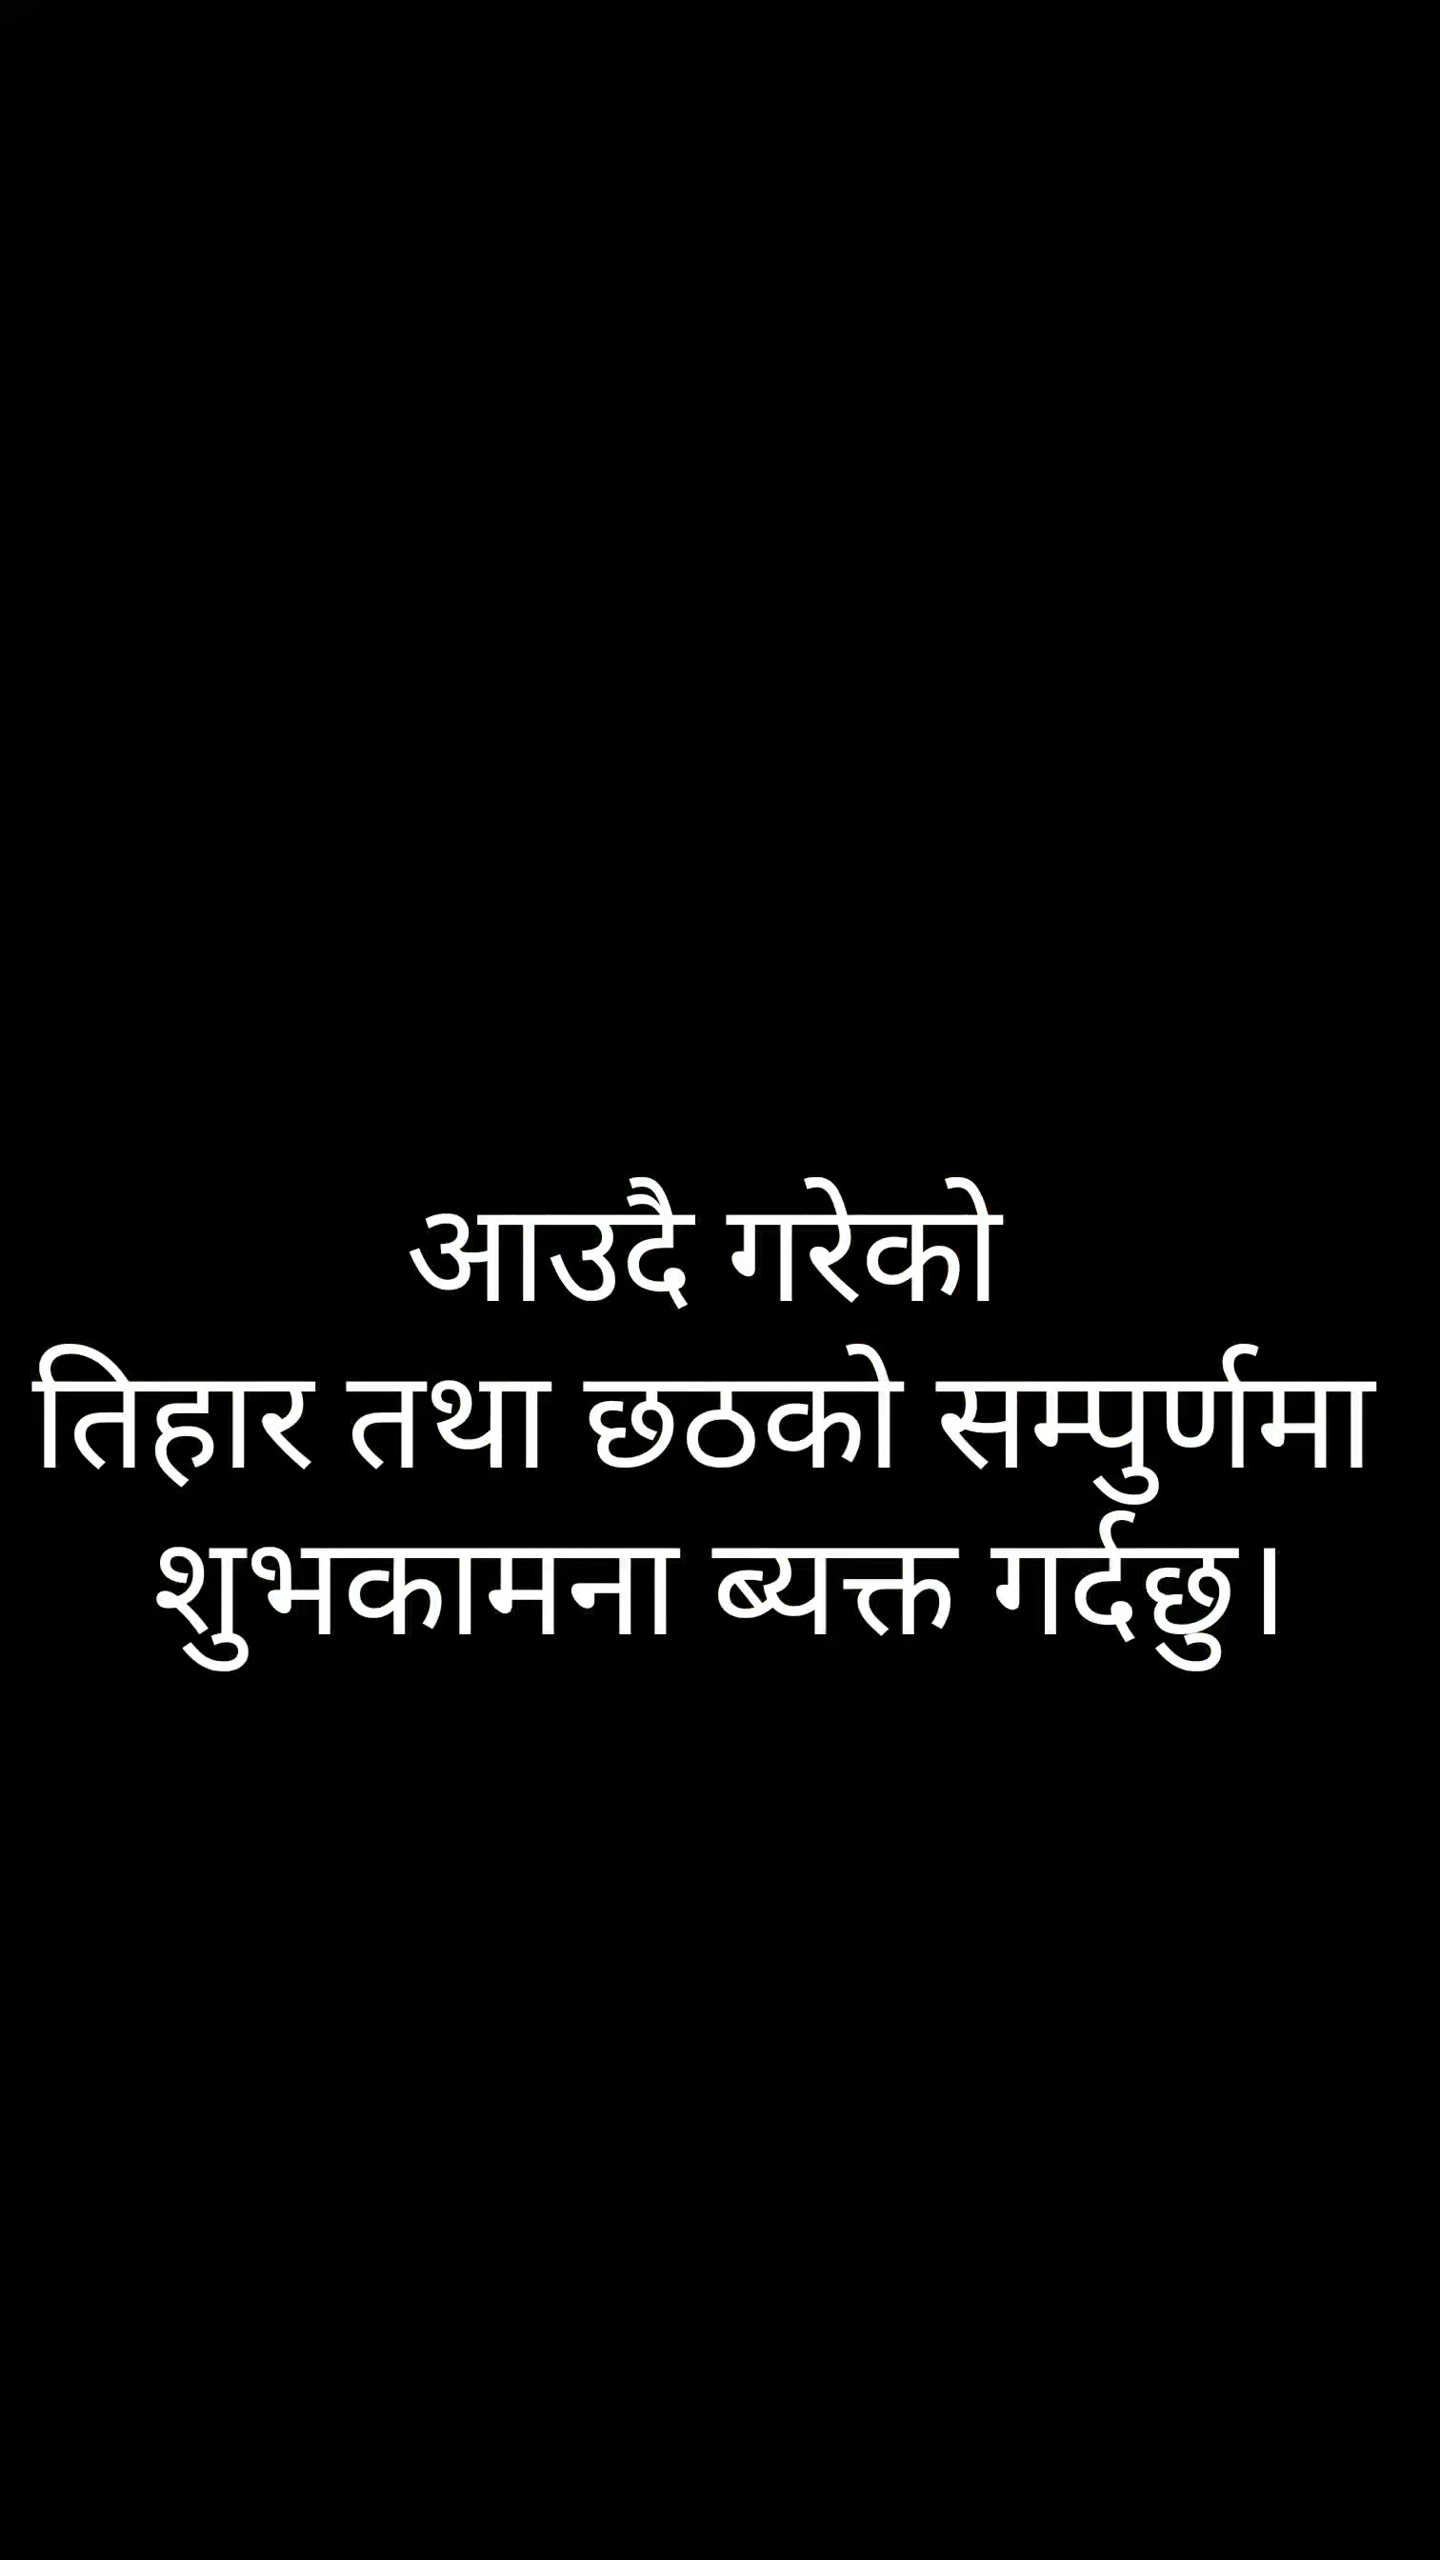 आउदै गरेको
तिहार तथा छठको सम्पुर्णमा
शुभकामना ब्यक्त गर्दछु।